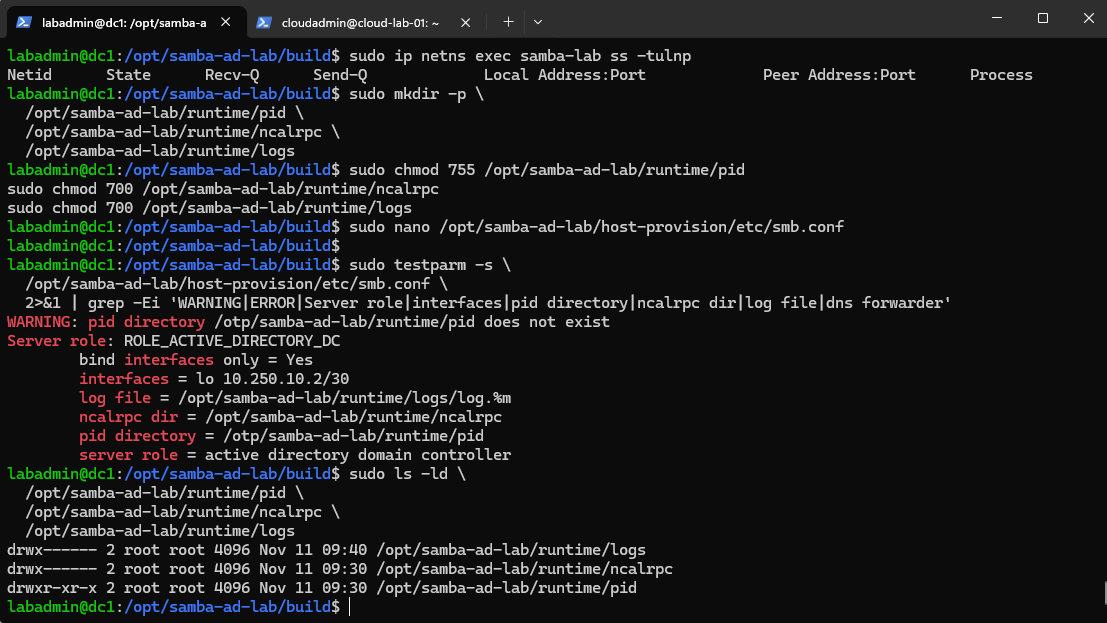 labadmin@dc1: /opt/samba-a
cloudadmin@cloud-lab-01: ~
labadmin@dc1:/opt/samba-ad-lab/build$ sudo ip netns exec samba-lab ss -tulnp
Netid      State      Recv-Q      Send-Q             Local Address:Port             Peer Address:Port      Process
labadmin@dc1:/opt/samba-ad-lab/build$ sudo mkdir -p \
  /opt/samba-ad-lab/runtime/pid \
  /opt/samba-ad-lab/runtime/ncalrpc \
  /opt/samba-ad-lab/runtime/logs
labadmin@dc1:/opt/samba-ad-lab/build$ sudo chmod 755 /opt/samba-ad-lab/runtime/pid
sudo chmod 700 /opt/samba-ad-lab/runtime/ncalrpc
sudo chmod 700 /opt/samba-ad-lab/runtime/logs
labadmin@dc1:/opt/samba-ad-lab/build$ sudo nano /opt/samba-ad-lab/host-provision/etc/smb.conf
labadmin@dc1:/opt/samba-ad-lab/build$
labadmin@dc1:/opt/samba-ad-lab/build$ sudo testparm -s \
  /opt/samba-ad-lab/host-provision/etc/smb.conf \
  2>&1 | grep -Ei 'WARNING|ERROR|Server role|interfaces|pid directory|ncalrpc dir|log file|dns forwarder'
WARNING: pid directory /otp/samba-ad-lab/runtime/pid does not exist
Server role: ROLE_ACTIVE_DIRECTORY_DC
        bind interfaces only = Yes
        interfaces = lo 10.250.10.2/30
        log file = /opt/samba-ad-lab/runtime/logs/log.%m
        ncalrpc dir = /opt/samba-ad-lab/runtime/ncalrpc
        pid directory = /otp/samba-ad-lab/runtime/pid
        server role = active directory domain controller
labadmin@dc1:/opt/samba-ad-lab/build$ sudo ls -ld \
  /opt/samba-ad-lab/runtime/pid \
  /opt/samba-ad-lab/runtime/ncalrpc \
  /opt/samba-ad-lab/runtime/logs
drwx------ 2 root root 4096 Nov 11 09:40 /opt/samba-ad-lab/runtime/logs
drwx------ 2 root root 4096 Nov 11 09:30 /opt/samba-ad-lab/runtime/ncalrpc
drwxr-xr-x 2 root root 4096 Nov 11 09:30 /opt/samba-ad-lab/runtime/pid
labadmin@dc1:/opt/samba-ad-lab/build$